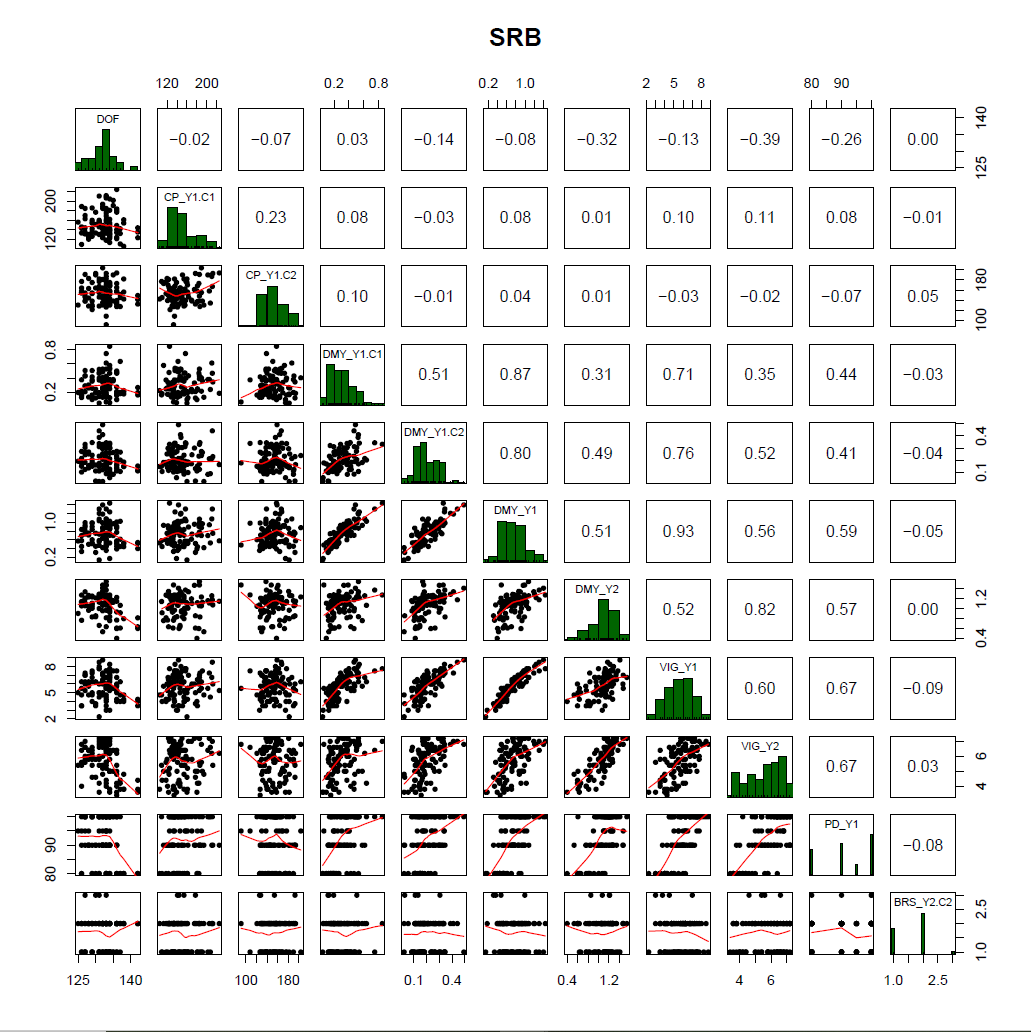 SRB
120 200 0.2 0.8 0.2 1.0 2 5 8 80 90
DOF −0.02 −0.07 0.03 −0.14 −0.08 −0.32 −0.13 −0.39 −0.26 0.00 125 140
120 200 CP_Y1.C1 0.23 0.08 −0.03 0.08 0.01 0.10 0.11 0.08 −0.01
CP_Y1.C2 0.10 −0.01 0.04 0.01 −0.03 −0.02 −0.07 0.05 100 180
0.2 0.8 DMY_Y1.C1 0.51 0.87 0.31 0.71 0.35 0.44 −0.03
DMY_Y1.C2 0.80 0.49 0.76 0.52 0.41 −0.04 0.1 0.4
0.2 1.0 DMY_Y1 0.51 0.93 0.56 0.59 −0.05
DMY_Y2 0.52 0.82 0.57 0.00 0.4 1.2
2 5 8 VIG_Y1 0.60 0.67 −0.09
VIG_Y2 0.67 0.03 4 6
80 90 PD_Y1 −0.08
BRS_Y2.C2 1.0 2.5
125 140 100 180 0.1 0.4 0.4 1.2 4 6 1.0 2.5